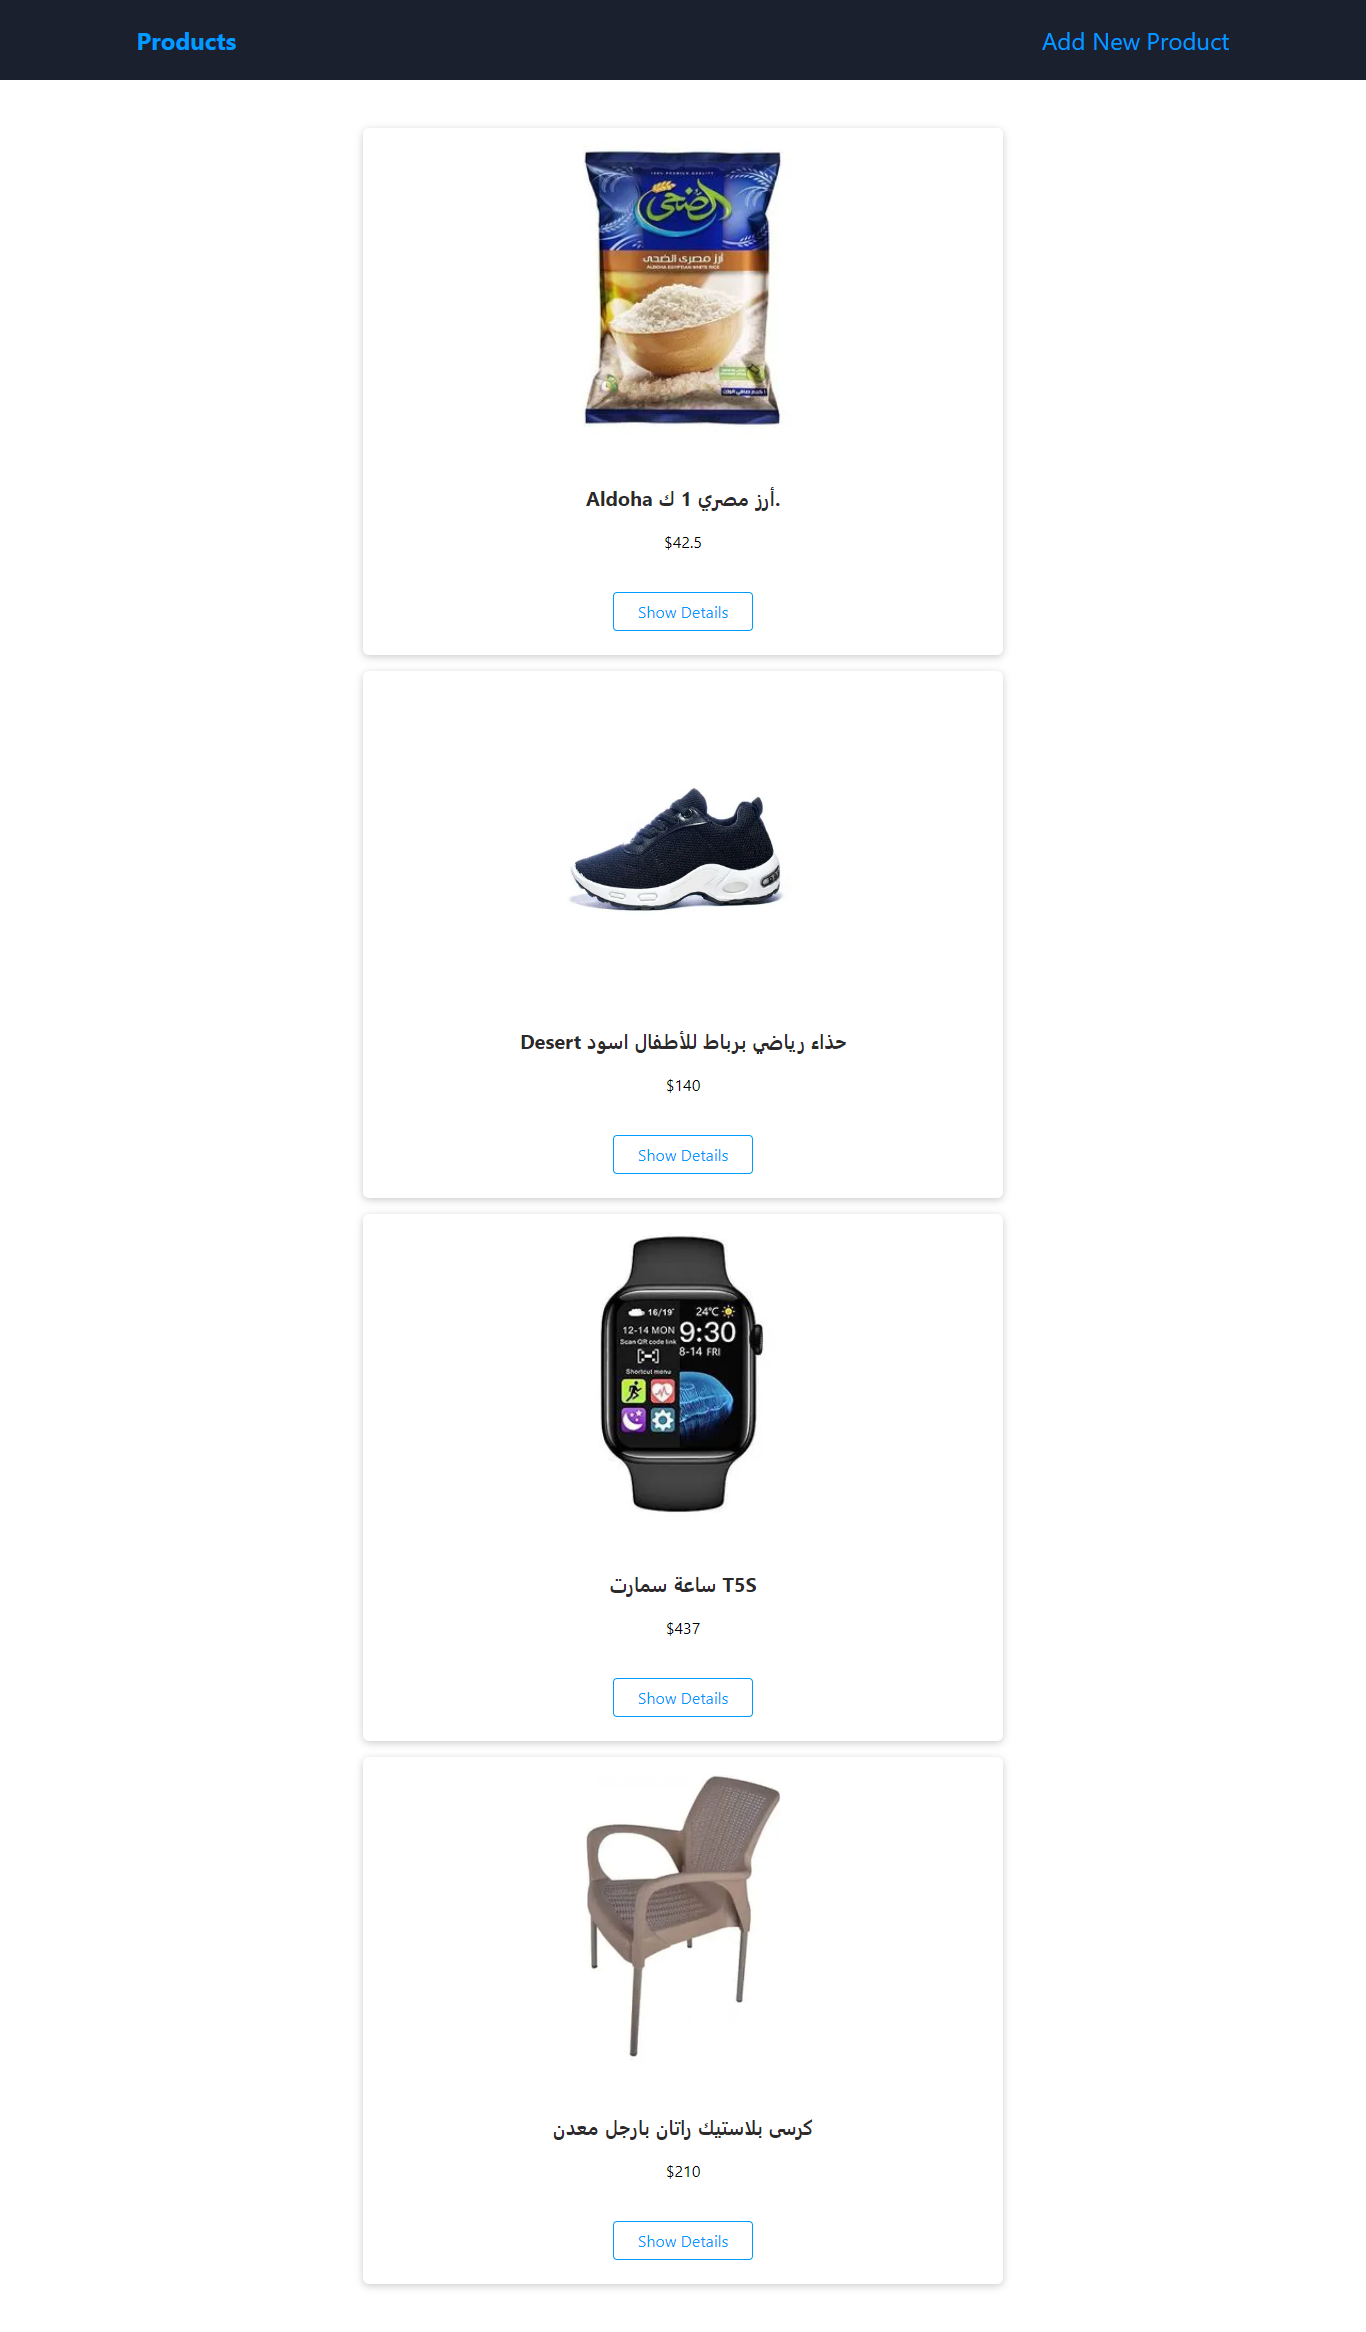 Products
Add New Product
100% PREMIUM QUALITY
الضحى
أرز مصرى الضحى
ALDOHA EGYPTIAN WHITE RICE
Aldoha أرز مصري 1 ك.
$42.5
Show Details
Desert حذاء رياضي برباط للأطفال اسود
$140
Show Details
16/19°
24°C
12-14 MON
9:30
Scan QR code link
8-14 FRI
Shortcut menu
ساعة سمارت T5S
$437
Show Details
كرسى بلاستيك راتان بارجل معدن
$210
Show Details